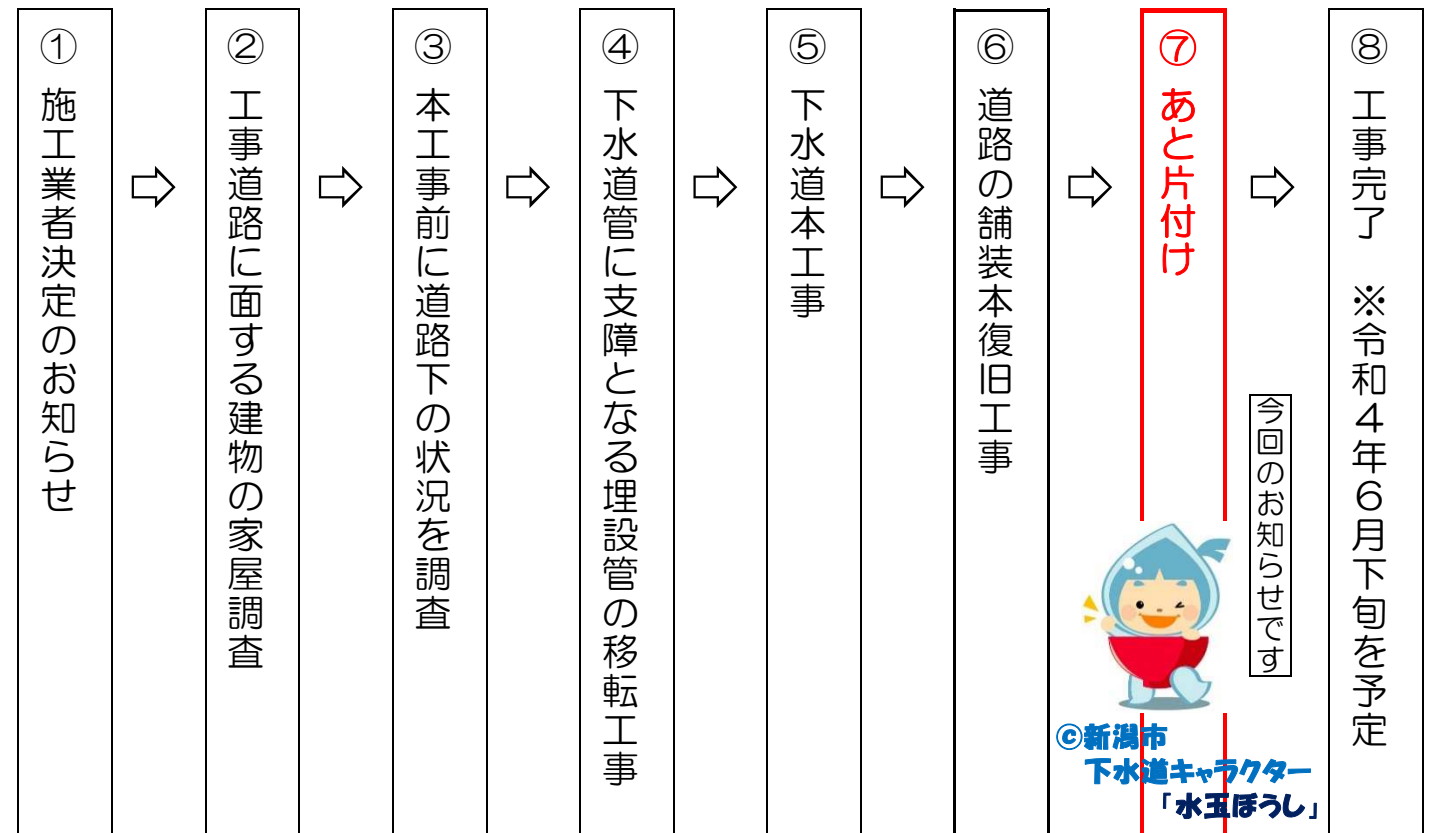 ① 施工業者決定のお知らせ
⇨
② 工事道路に面する建物の家屋調査
⇨
③ 本工事前に道路下の状況を調査
⇨
④ 下水道管に支障となる埋設管の移転工事
⇨
⑤ 下水道本工事
⇨
⑥ 道路の舗装本復旧工事
⇨
⑦ あと片付け
⇨
今回のお知らせです
⑧ 工事完了 ※令和４年６月下旬を予定
©新潟市
下水道キャラクター
「水玉ぼうし」